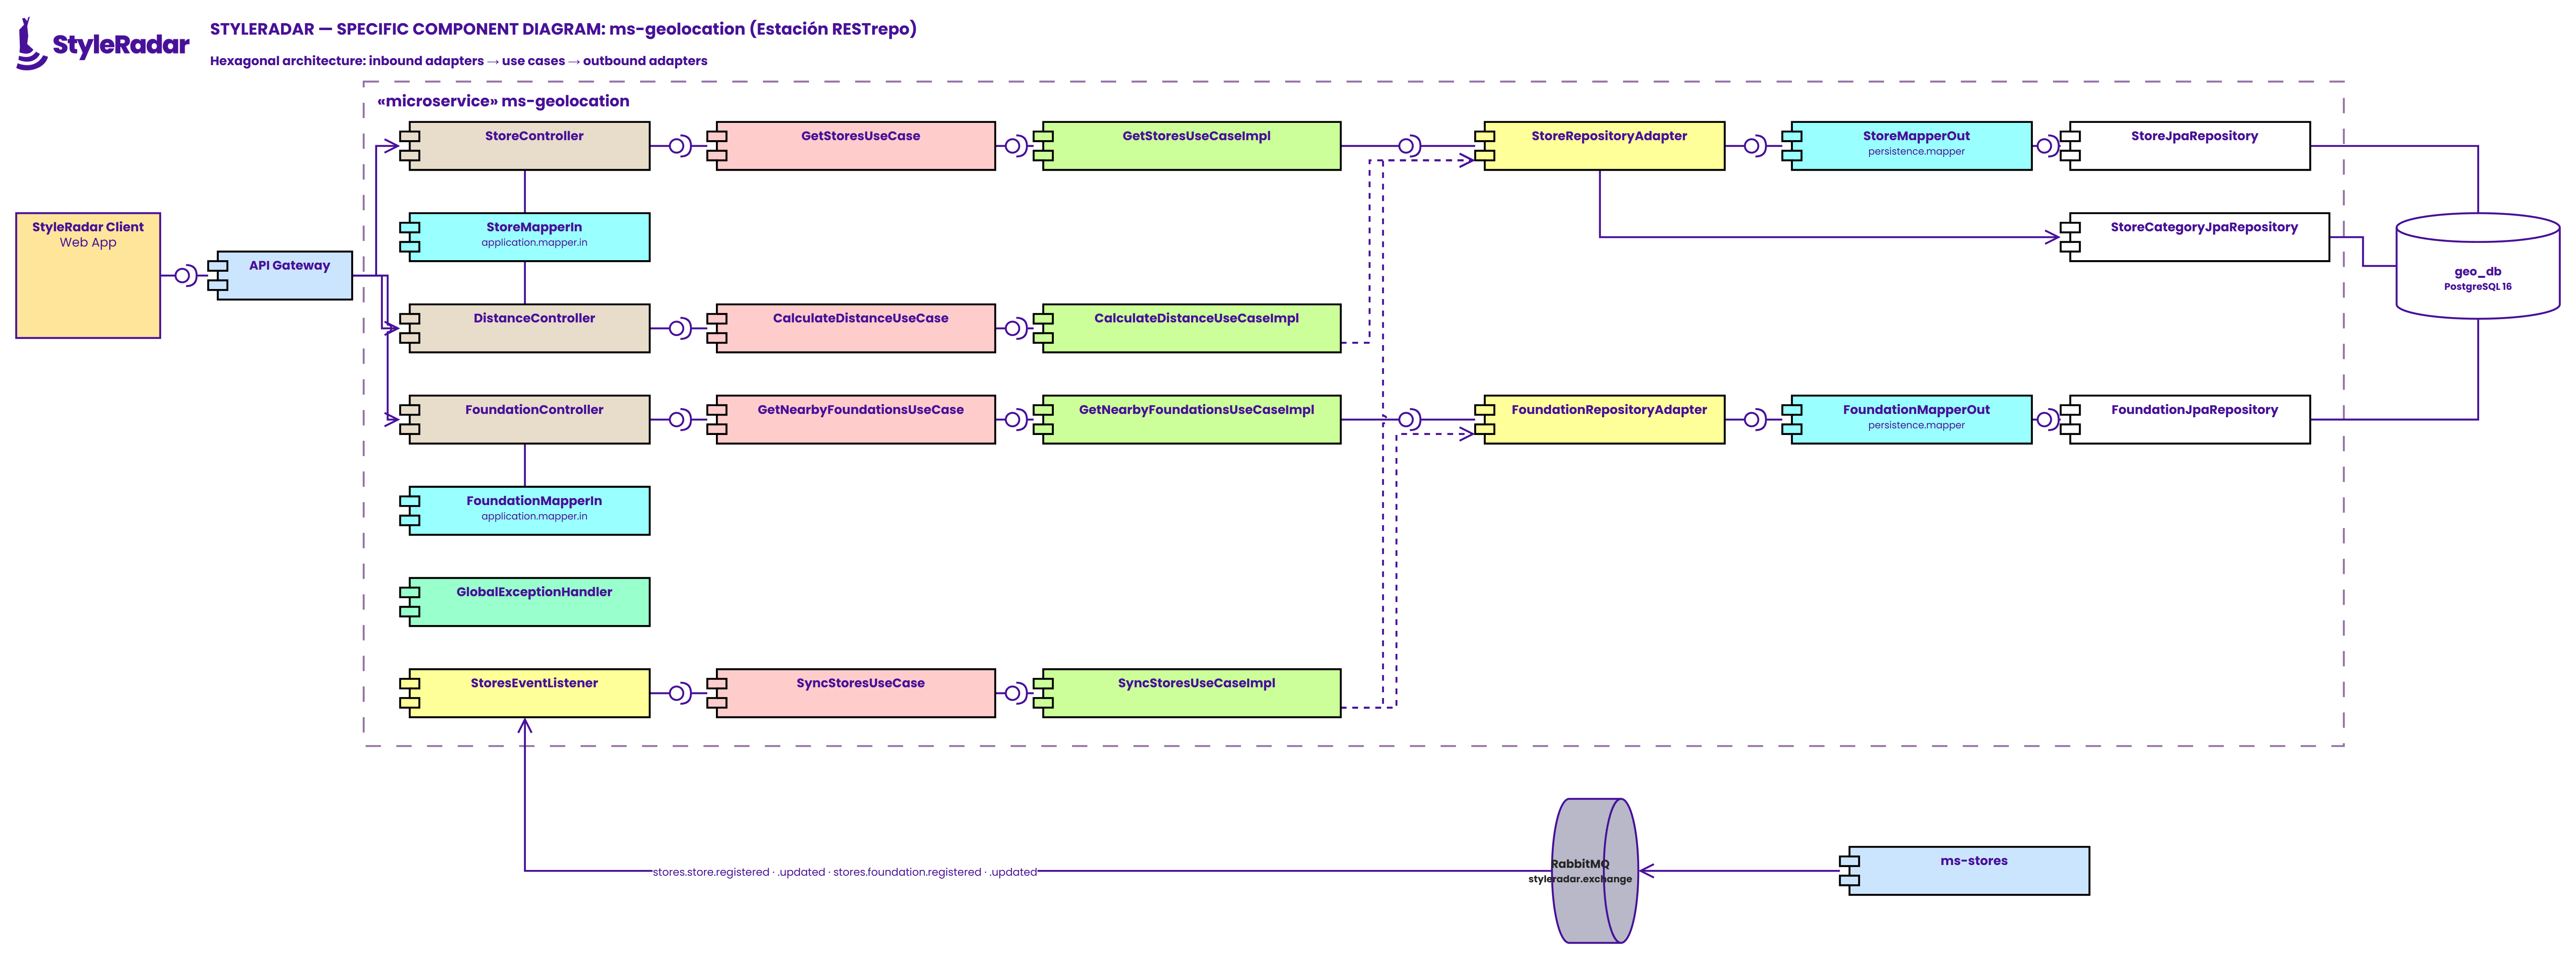 StyleRadar
STYLERADAR — SPECIFIC COMPONENT DIAGRAM: ms-geolocation (Estación RESTrepo)
Hexagonal architecture: inbound adapters → use cases → outbound adapters
«microservice» ms-geolocation
StoreController
GetStoresUseCase
GetStoresUseCaseImpl
StoreRepositoryAdapter
StoreMapperOut
persistence.mapper
StoreJpaRepository
StyleRadar Client
Web App
API Gateway
StoreMapperIn
application.mapper.in
StoreCategoryJpaRepository
geo_db
PostgreSQL 16
DistanceController
CalculateDistanceUseCase
CalculateDistanceUseCaseImpl
FoundationController
GetNearbyFoundationsUseCase
GetNearbyFoundationsUseCaseImpl
FoundationRepositoryAdapter
FoundationMapperOut
persistence.mapper
FoundationJpaRepository
FoundationMapperIn
application.mapper.in
GlobalExceptionHandler
StoresEventListener
SyncStoresUseCase
SyncStoresUseCaseImpl
stores.store.registered · .updated · stores.foundation.registered · .updated
RabbitMQ
styleradar.exchange
ms-stores